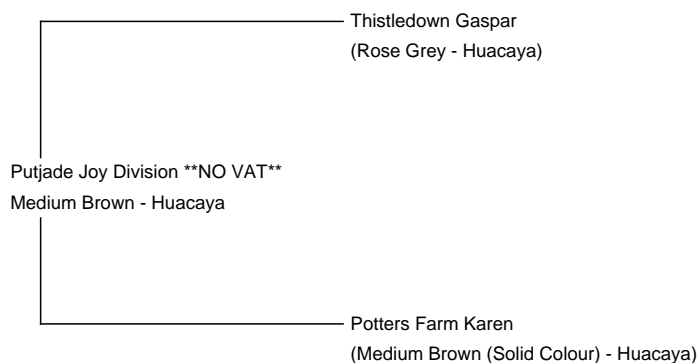 Thistledown Gaspar
(Rose Grey - Huacaya)
Putjade Joy Division **NO VAT**
Medium Brown - Huacaya
Potters Farm Karen
(Medium Brown (Solid Colour) - Huacaya)